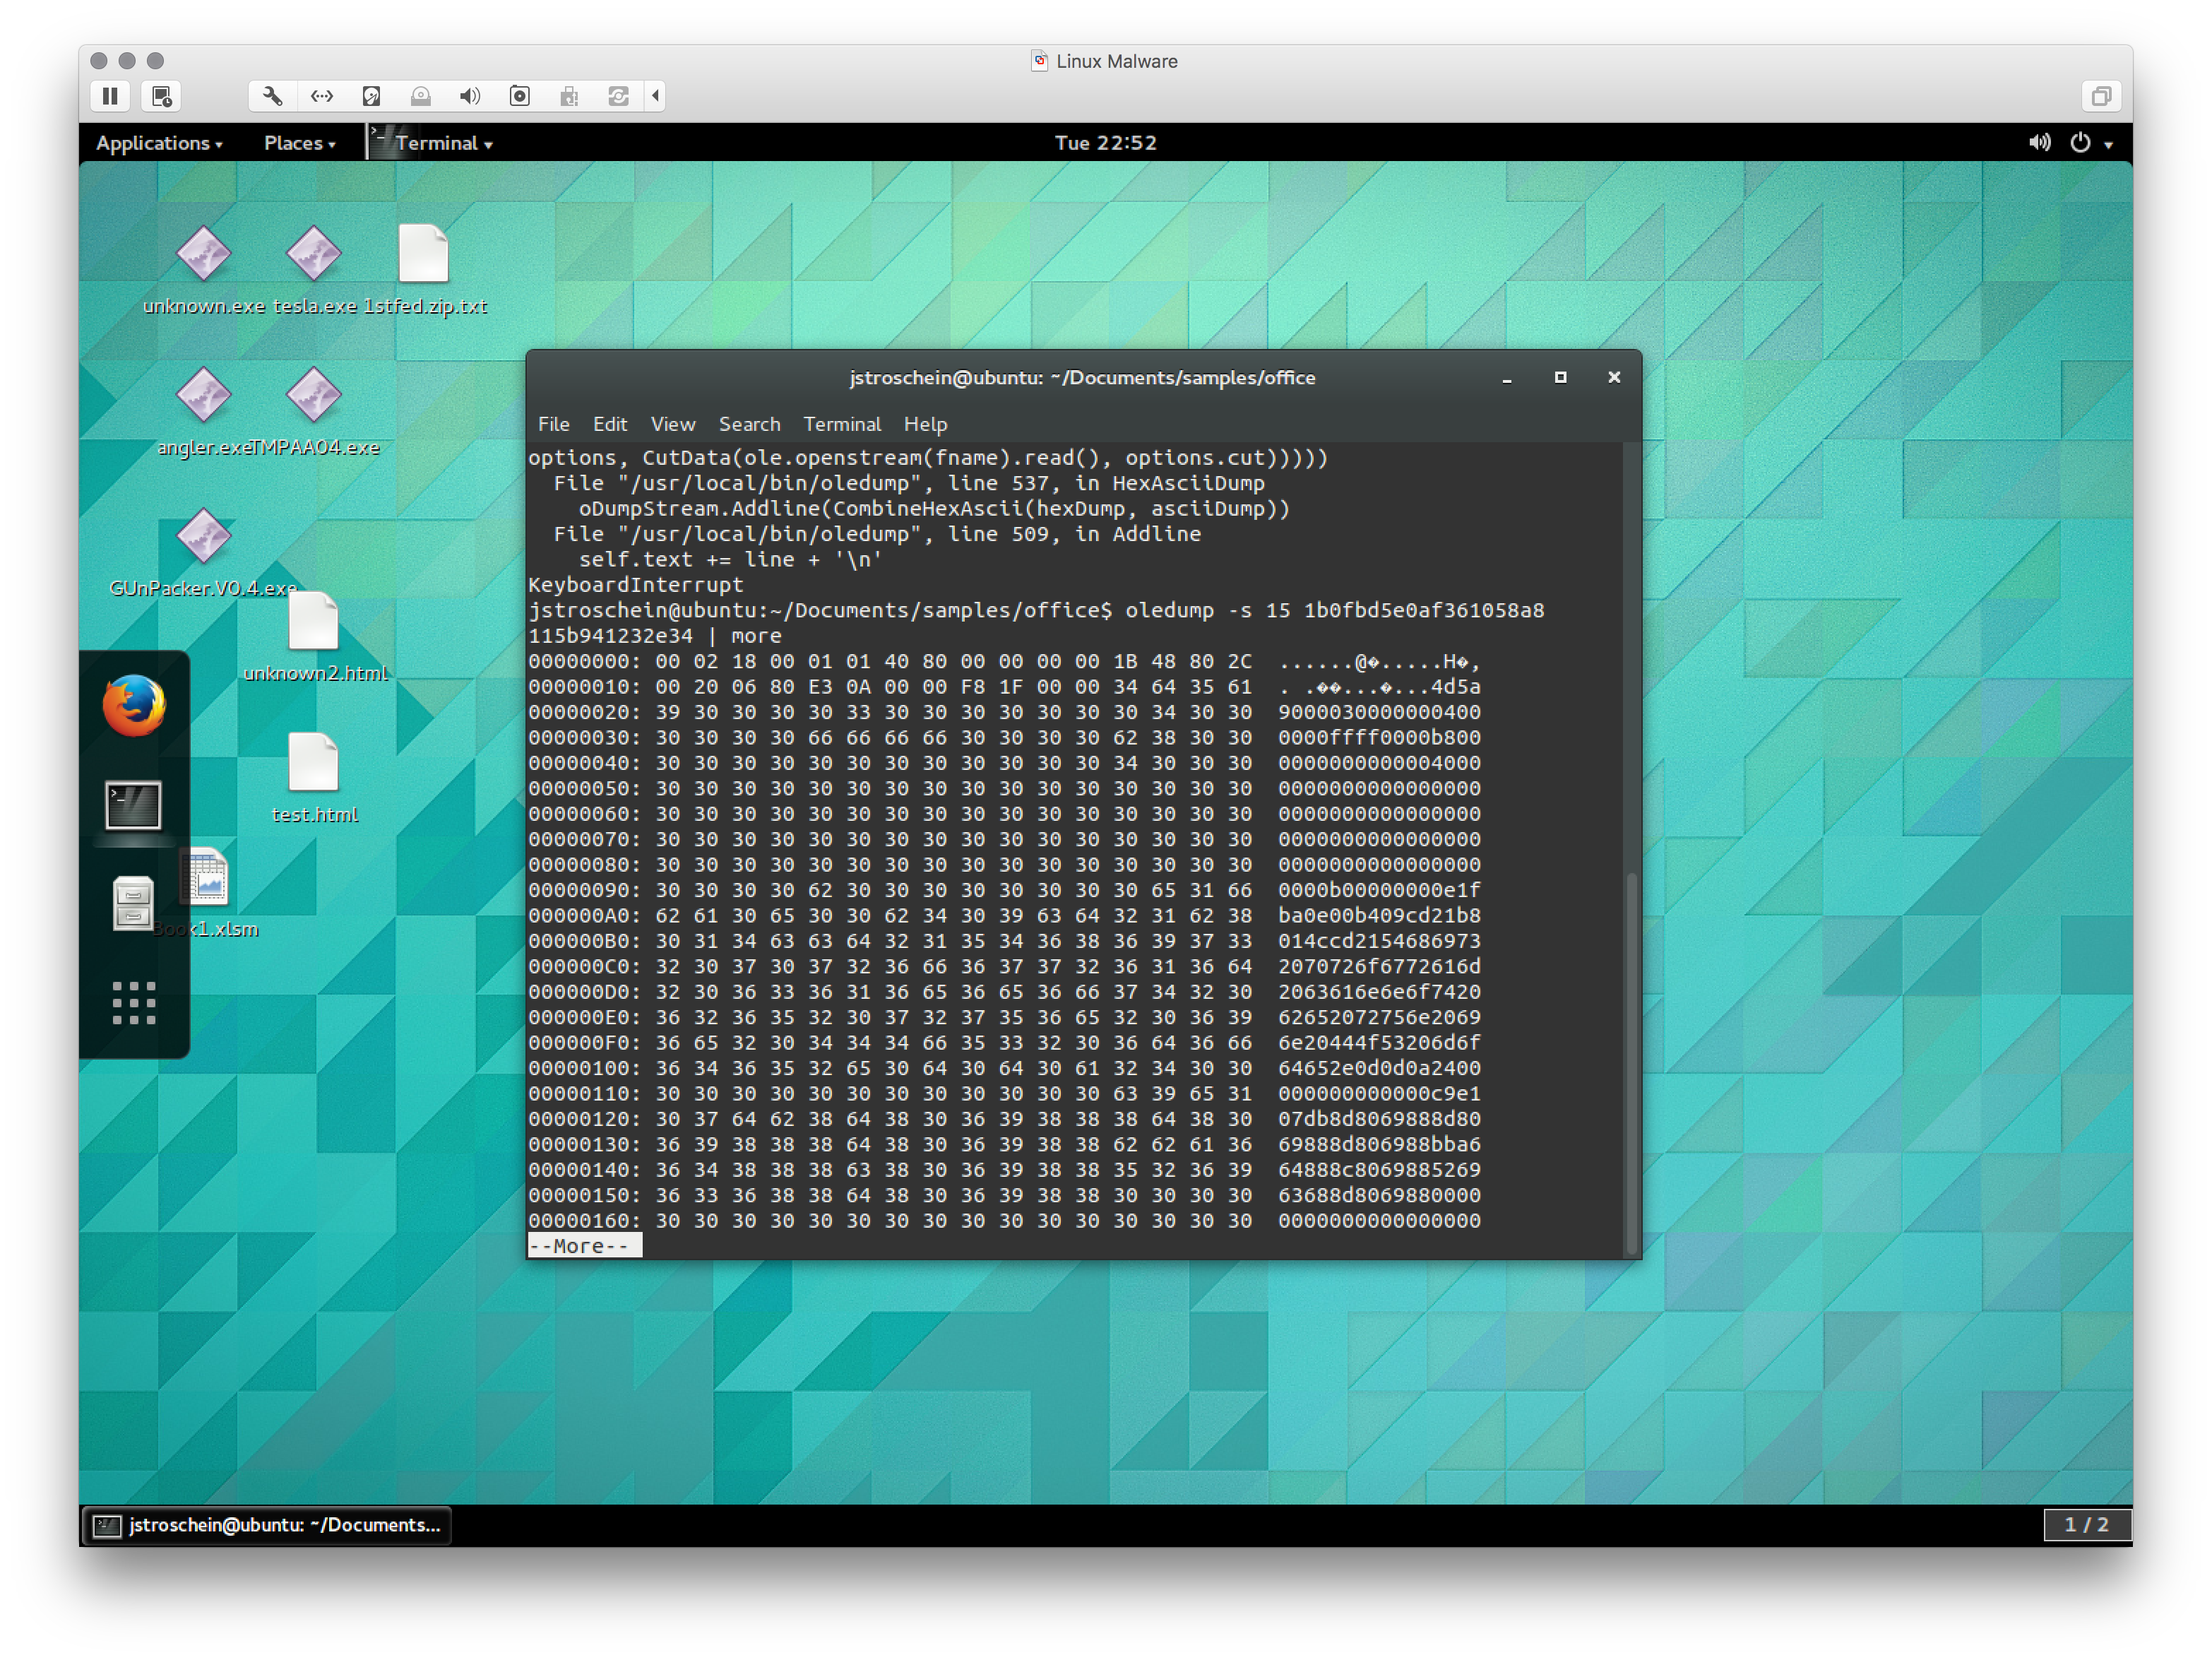 Linux Malware
Applications Places Terminal Tue 22:52
unknown.exe tesla.exe 1stfed.zip.txt
angler.exe TMPAA04.exe
GUnPacker.V0.4.exe
unknown2.html
test.html
Book1.xlsm
jstroschein@ubuntu: ~/Documents/samples/office
File Edit View Search Terminal Help
options, CutData(ole.openstream(fname).read(), options.cut)))))
  File "/usr/local/bin/oledump", line 537, in HexAsciiDump
    oDumpStream.Addline(CombineHexAscii(hexDump, asciiDump))
  File "/usr/local/bin/oledump", line 509, in Addline
    self.text += line + '\n'
KeyboardInterrupt
jstroschein@ubuntu:~/Documents/samples/office$ oledump -s 15 1b0fbd5e0af361058a8
115b941232e34 | more
00000000: 00 02 18 00 01 01 40 80 00 00 00 00 1B 48 80 2C  ......@�.....H�,
00000010: 00 20 06 80 E3 0A 00 00 F8 1F 00 00 34 64 35 61  . .��...�...4d5a
00000020: 39 30 30 30 30 33 30 30 30 30 30 30 30 34 30 30  9000030000000400
00000030: 30 30 30 30 66 66 66 66 30 30 30 30 62 38 30 30  0000ffff0000b800
00000040: 30 30 30 30 30 30 30 30 30 30 30 30 34 30 30 30  0000000000004000
00000050: 30 30 30 30 30 30 30 30 30 30 30 30 30 30 30 30  0000000000000000
00000060: 30 30 30 30 30 30 30 30 30 30 30 30 30 30 30 30  0000000000000000
00000070: 30 30 30 30 30 30 30 30 30 30 30 30 30 30 30 30  0000000000000000
00000080: 30 30 30 30 30 30 30 30 30 30 30 30 30 30 30 30  0000000000000000
00000090: 30 30 30 30 62 30 30 30 30 30 30 30 30 65 31 66  0000b00000000e1f
000000A0: 62 61 30 65 30 30 62 34 30 39 63 64 32 31 62 38  ba0e00b409cd21b8
000000B0: 30 31 34 63 63 64 32 31 35 34 36 38 36 39 37 33  014ccd2154686973
000000C0: 32 30 37 30 37 32 36 66 36 37 37 32 36 31 36 64  2070726f6772616d
000000D0: 32 30 36 33 36 31 36 65 36 65 36 66 37 34 32 30  2063616e6e6f7420
000000E0: 36 32 36 35 32 30 37 32 37 35 36 65 32 30 36 39  62652072756e2069
000000F0: 36 65 32 30 34 34 34 66 35 33 32 30 36 64 36 66  6e20444f53206d6f
00000100: 36 34 36 35 32 65 30 64 30 64 30 61 32 34 30 30  64652e0d0d0a2400
00000110: 30 30 30 30 30 30 30 30 30 30 30 30 63 39 65 31  000000000000c9e1
00000120: 30 37 64 62 38 64 38 30 36 39 38 38 38 64 38 30  07db8d8069888d80
00000130: 36 39 38 38 38 64 38 30 36 39 38 38 62 62 61 36  69888d806988bba6
00000140: 36 34 38 38 38 63 38 30 36 39 38 38 35 32 36 39  64888c8069885269
00000150: 36 33 36 38 38 64 38 30 36 39 38 38 30 30 30 30  63688d8069880000
00000160: 30 30 30 30 30 30 30 30 30 30 30 30 30 30 30 30  0000000000000000
--More--
jstroschein@ubuntu: ~/Documents...
1 / 2